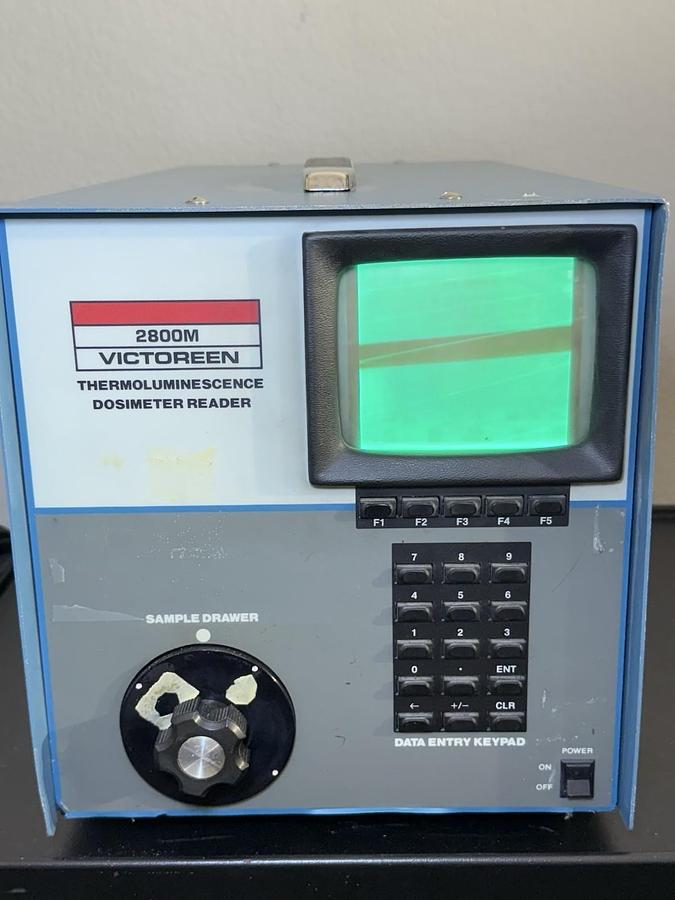 2800M
VICTOREEN
THERMOLUMINESCENCE
DOSIMETER READER
F1 F2 F3 F4 F5
7 8 9
4 5 6
1 2 3
0 . ENT
← +/− CLR
DATA ENTRY KEYPAD
SAMPLE DRAWER
POWER
ON
OFF